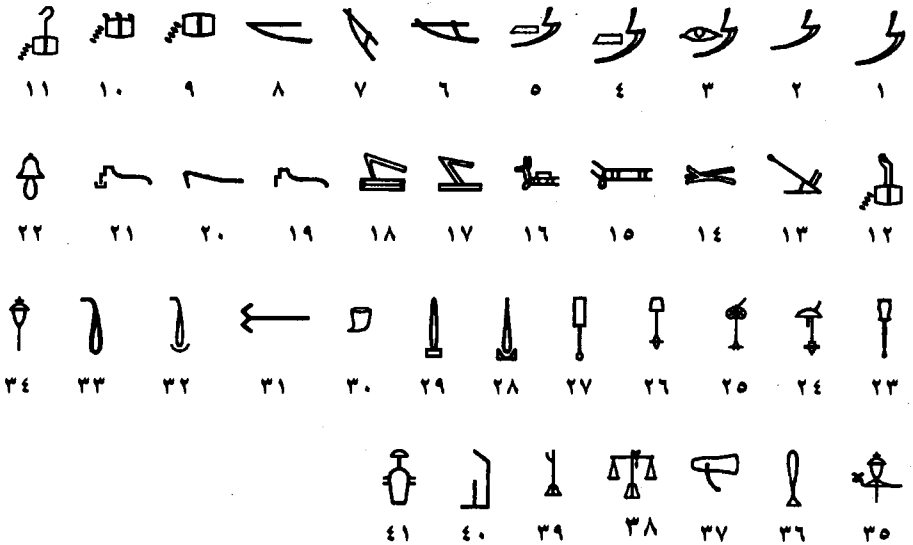 ١ ٢ ٣ ٤ ٥ ٦ ٧ ٨ ٩ ١٠ ١١
١٢ ١٣ ١٤ ١٥ ١٦ ١٧ ١٨ ١٩ ٢٠ ٢١ ٢٢
٢٣ ٢٤ ٢٥ ٢٦ ٢٧ ٢٨ ٢٩ ٣٠ ٣١ ٣٢ ٣٣ ٣٤
٣٥ ٣٦ ٣٧ ٣٨ ٣٩ ٤٠ ٤١